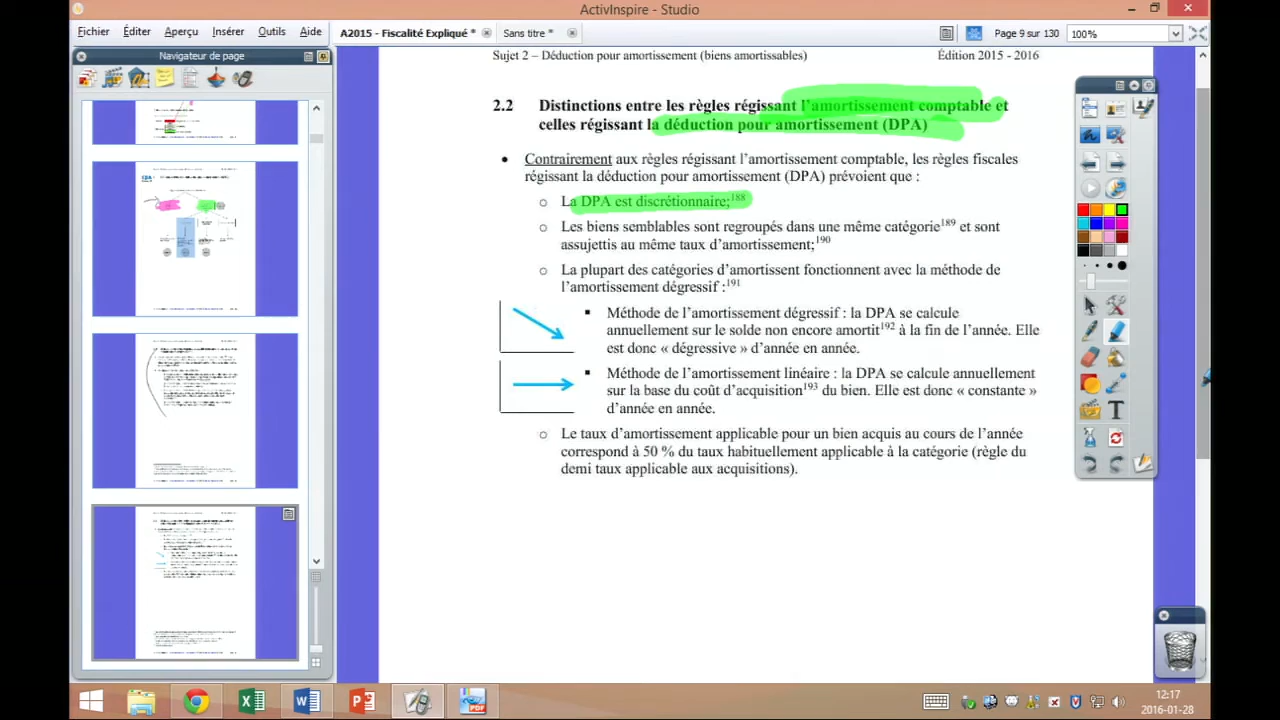 ActivInspire - Studio
Fichier Éditer Aperçu Insérer Outils Aide
A2015 - Fiscalité Expliqué * Sans titre *
Page 9 sur 130 100%
Navigateur de page
Sujet 2 – Déduction pour amortissement (biens amortissables) Édition 2015 - 2016
2.2 Distinctions entre les règles régissant l’amortissement comptable et
celles régissant la déduction pour amortissement (DPA)
• Contrairement aux règles régissant l’amortissement comptable, les règles fiscales
régissant la déduction pour amortissement (DPA) prévoient que :
o La DPA est discrétionnaire;188
o Les biens semblables sont regroupés dans une même catégorie189 et sont
assujettis au même taux d’amortissement;190
o La plupart des catégories d’amortissent fonctionnent avec la méthode de
l’amortissement dégressif :191
▪ Méthode de l’amortissement dégressif : la DPA se calcule
annuellement sur le solde non encore amortit192 à la fin de l’année. Elle
est donc « dégressive » d’année en année.
▪ Méthode de l’amortissement linéaire : la DPA se calcule annuellement
sur la base du coût d’acquisition193 du bien. Elle est donc « constante »
d’année en année.
o Le taux d’amortissement applicable pour un bien acquis au cours de l’année
correspond à 50 % du taux habituellement applicable à la catégorie (règle du
demi taux applicable aux acquisitions).
12:17
2016-01-28